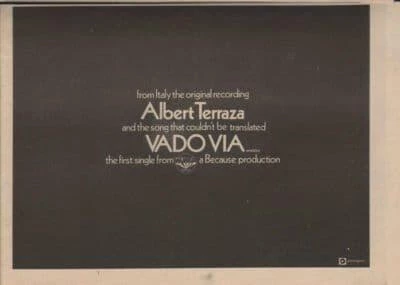 from Italy the original recording
Albert Terraza
and the song that couldn't be translated
VADO VIA
the first single from a Because production